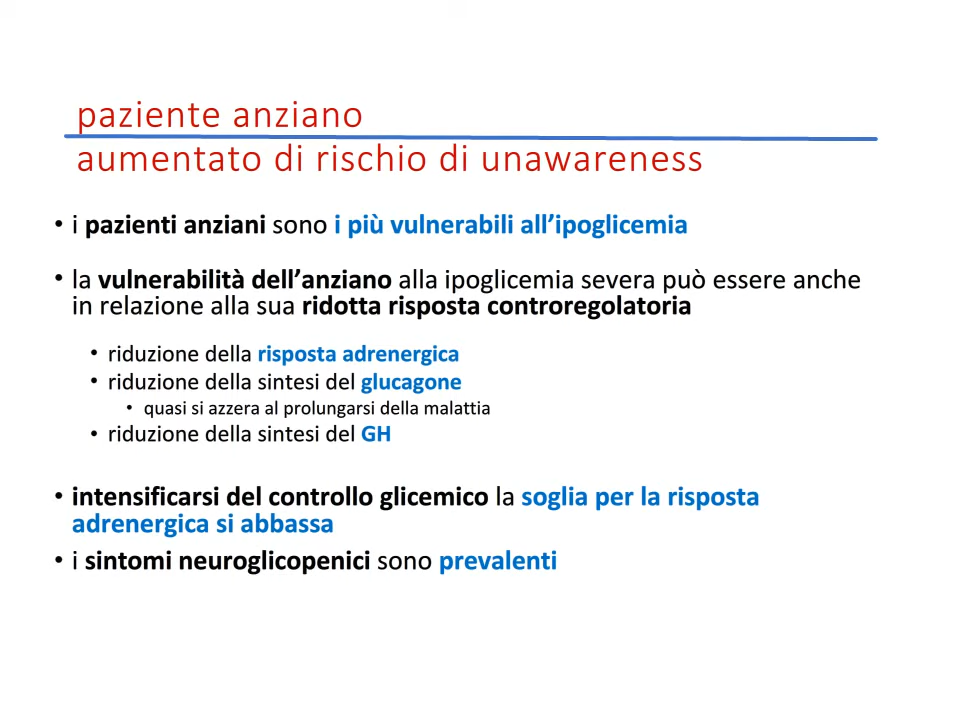 paziente anziano
aumentato di rischio di unawareness
• i pazienti anziani sono i più vulnerabili all’ipoglicemia
• la vulnerabilità dell’anziano alla ipoglicemia severa può essere anche
in relazione alla sua ridotta risposta controregolatoria
• riduzione della risposta adrenergica
• riduzione della sintesi del glucagone
• quasi si azzera al prolungarsi della malattia
• riduzione della sintesi del GH
• intensificarsi del controllo glicemico la soglia per la risposta
adrenergica si abbassa
• i sintomi neuroglicopenici sono prevalenti